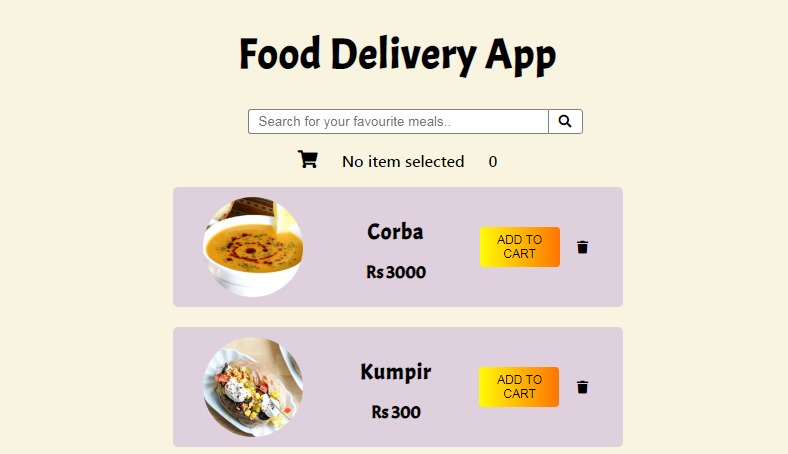 Food Delivery App
Search for your favourite meals..
No item selected 0
Corba
Rs 3000
ADD TO
CART
Kumpir
Rs 300
ADD TO
CART